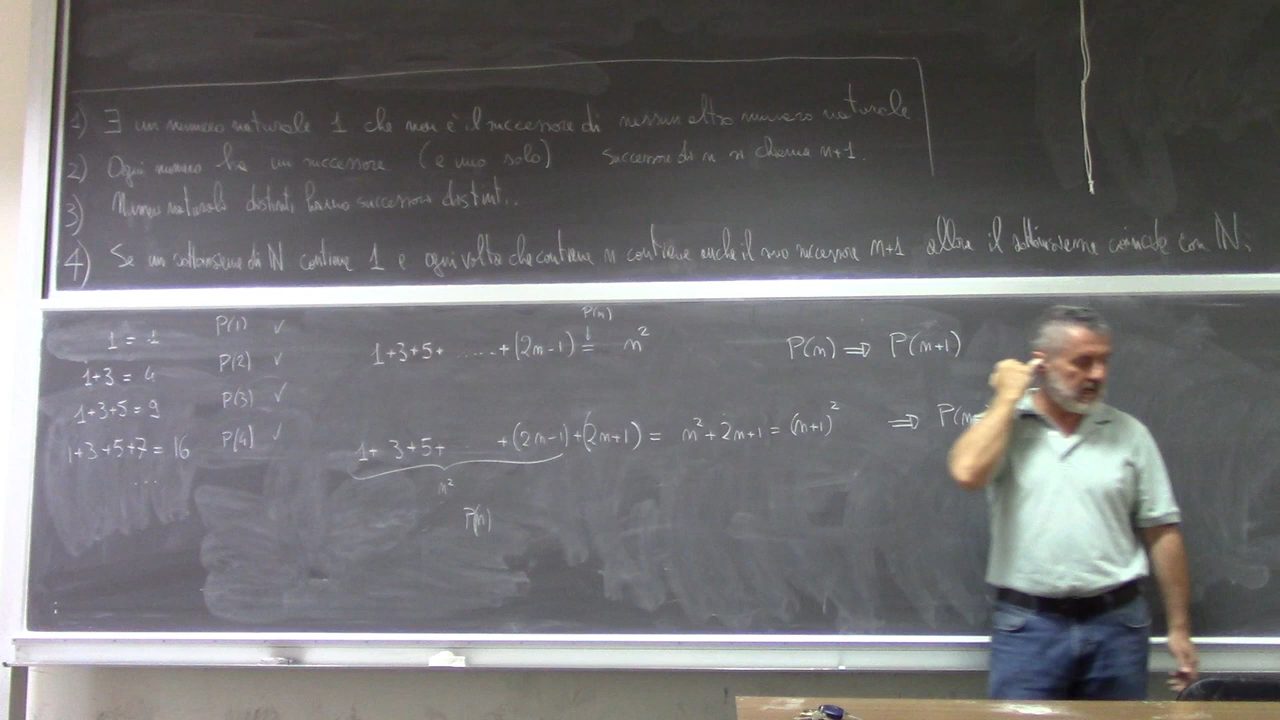 1) ∃ un numero naturale 1 che non è il successore di nessun altro numero naturale
2) Ogni numero ha un successore (e uno solo) successore di n si chiama n+1.
3) Numeri naturali distinti hanno successori distinti.
4) Se un sottoinsieme di N contiene 1 e ogni volta che contiene n contiene anche il suo successore n+1 allora il sottoinsieme coincide con N.
1 = 1 P(1) ✓
1+3 = 4 P(2) ✓
1+3+5 = 9 P(3) ✓
1+3+5+7 = 16 P(4) ✓
...
P(n)
↓
1+3+5+ ..... +(2n-1) = n²
P(n) ⇒ P(n+1)
1+ 3+5+ ... +(2n-1)+(2n+1) = n²+2n+1 = (n+1)² ⇒ P(n
n²
P(n)